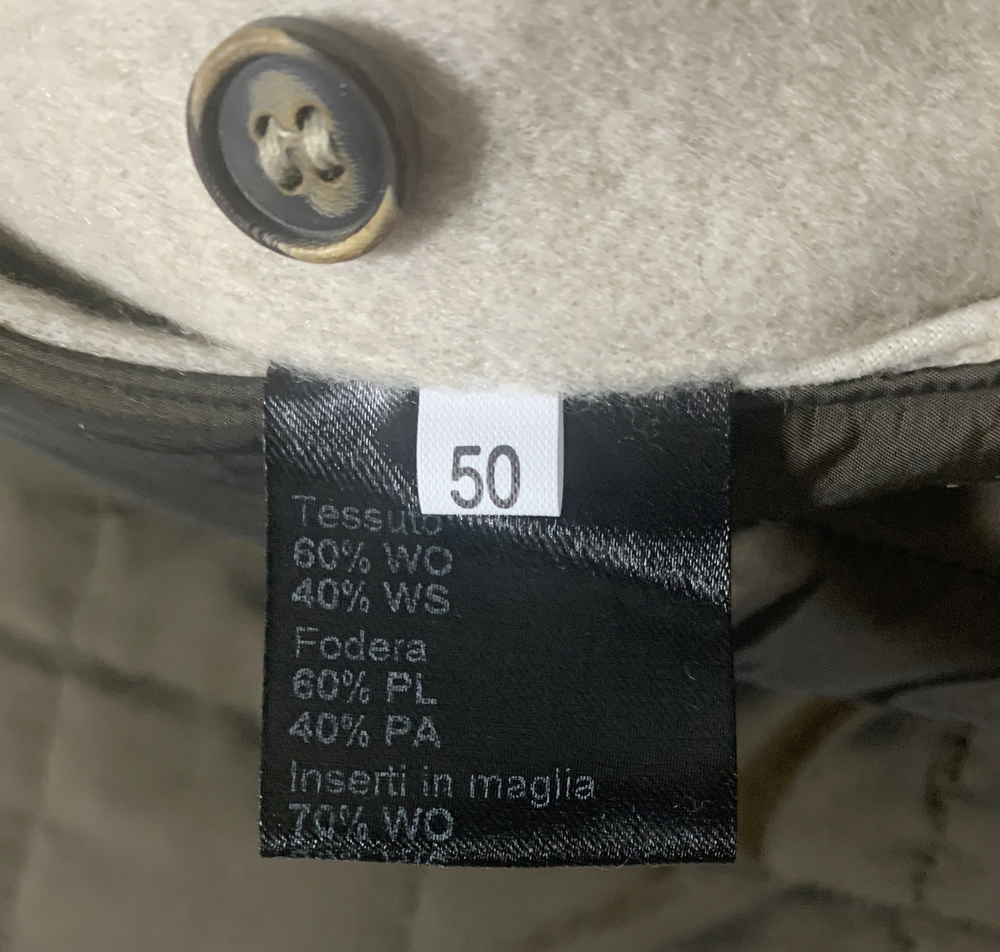 50
Tessuto
60% WO
40% WS
Fodera
60% PL
40% PA
Inserti in maglia
70% WO